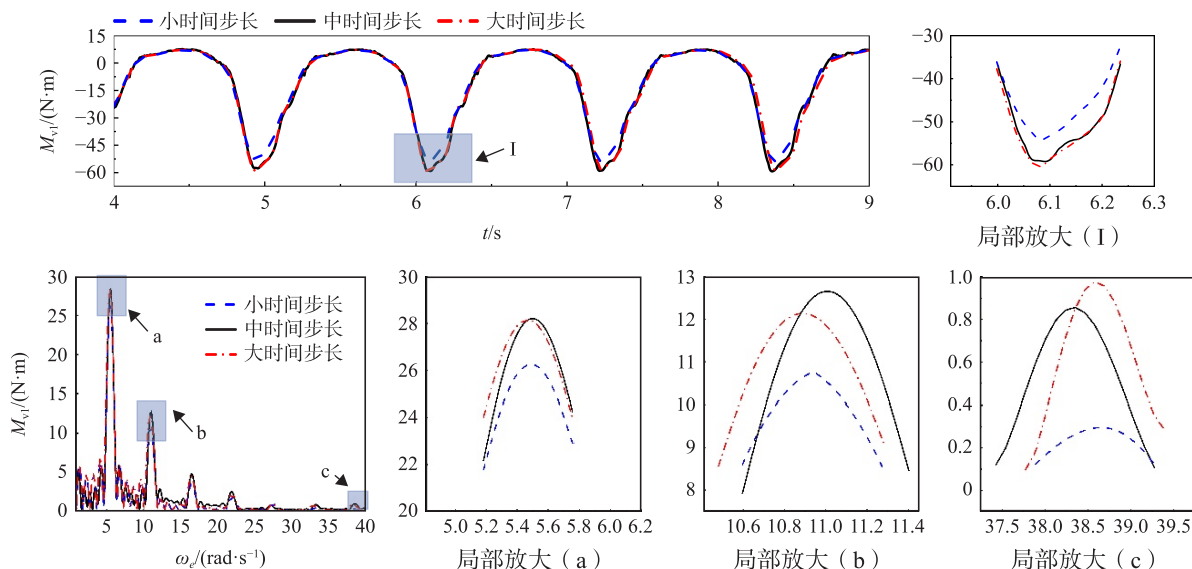 小时间步长 中时间步长 大时间步长
15
0
−15
−30
−45
−60
M_v1/(N·m)
I
4 5 6 7 8 9
t/s
−30
−40
−50
−60
6.0 6.1 6.2 6.3
局部放大（I）
30
25
20
15
10
5
0
M_v1/(N·m)
小时间步长
中时间步长
大时间步长
a
b
c
5 10 15 20 25 30 35 40
ω_e/(rad·s⁻¹)
30
28
26
24
22
20
5.0 5.2 5.4 5.6 5.8 6.0 6.2
局部放大（a）
13
12
11
10
9
8
10.6 10.8 11.0 11.2 11.4
局部放大（b）
1.0
0.8
0.6
0.4
0.2
0
37.5 38.0 38.5 39.0 39.5
局部放大（c）